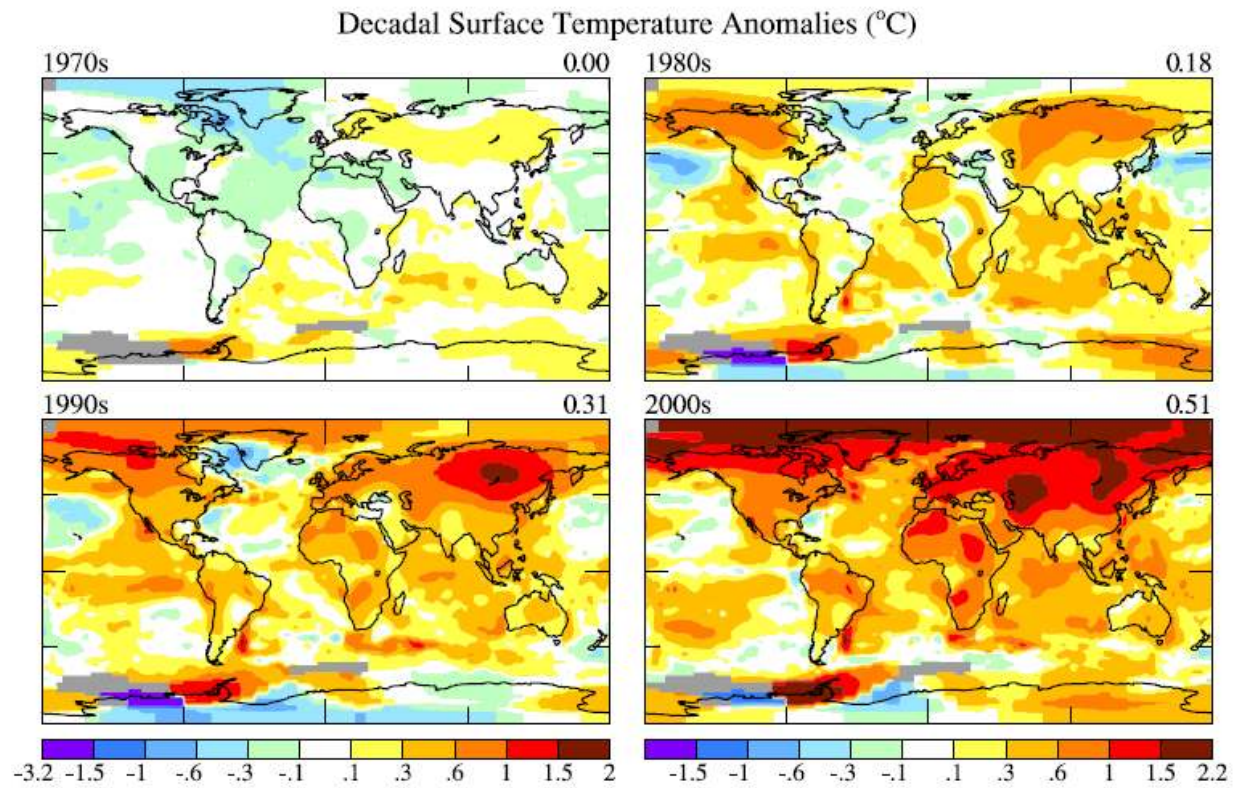 Decadal Surface Temperature Anomalies (°C)
1970s 0.00
1980s 0.18
1990s 0.31
2000s 0.51
-3.2 -1.5 -1 -.6 -.3 -.1 .1 .3 .6 1 1.5 2
-1.5 -1 -.6 -.3 -.1 .1 .3 .6 1 1.5 2.2